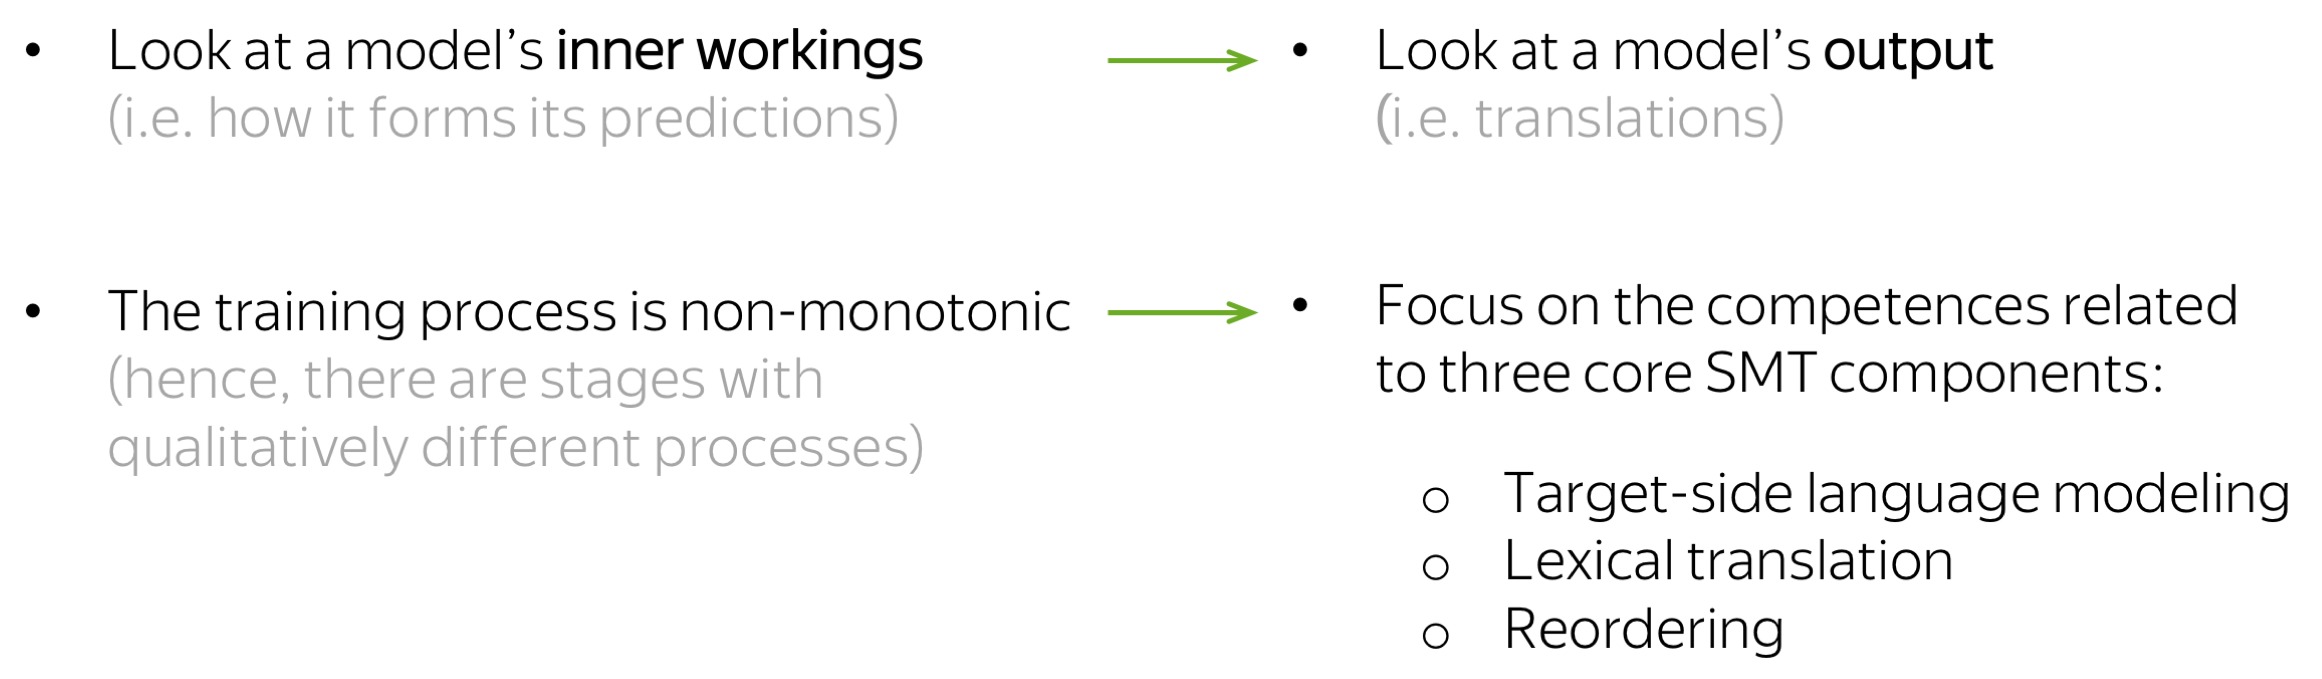 • Look at a model's inner workings
(i.e. how it forms its predictions)
• The training process is non-monotonic
(hence, there are stages with
qualitatively different processes)
• Look at a model's output
(i.e. translations)
• Focus on the competences related
to three core SMT components:
○ Target-side language modeling
○ Lexical translation
○ Reordering